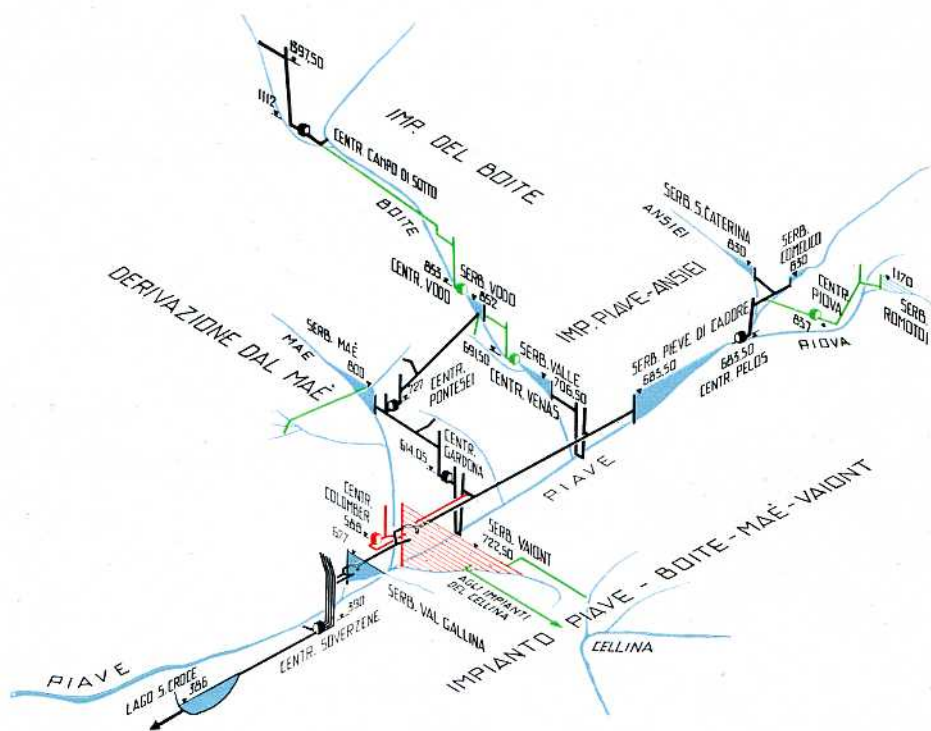 1397,50
1112
CENTR. CAMPO DI SOTTO
IMP. DEL BOITE
BOITE
SERB. S. CATERINA
830
ANSIEI
SERB.
COMELICO
830
1170
SERB.
ROMOTOI
CENTR.
PIOVA
837
PIOVA
853
CENTR. VODO
SERB. VODO
852
IMP. PIAVE-ANSIEI
SERB. PIEVE DI CADORE
683,50
683,50
CENTR. PELOS
691,50
SERB. VALLE
706,50
CENTR. VENAS
DERIVAZIONE DAL MAÈ
SERB. MAÈ
800
MAE
727
CENTR.
PONTESEI
614,05
CENTR.
GARDONA
PIAVE
CENTR.
COLOMBER
588
677
SERB. VAIONT
722,50
AGLI IMPIANTI
DEL CELLINA
IMPIANTO PIAVE - BOITE - MAÈ - VAIONT
SERB. VAL GALLINA
390
CENTR. SOVERZENE
CELLINA
PIAVE
LAGO S. CROCE
386